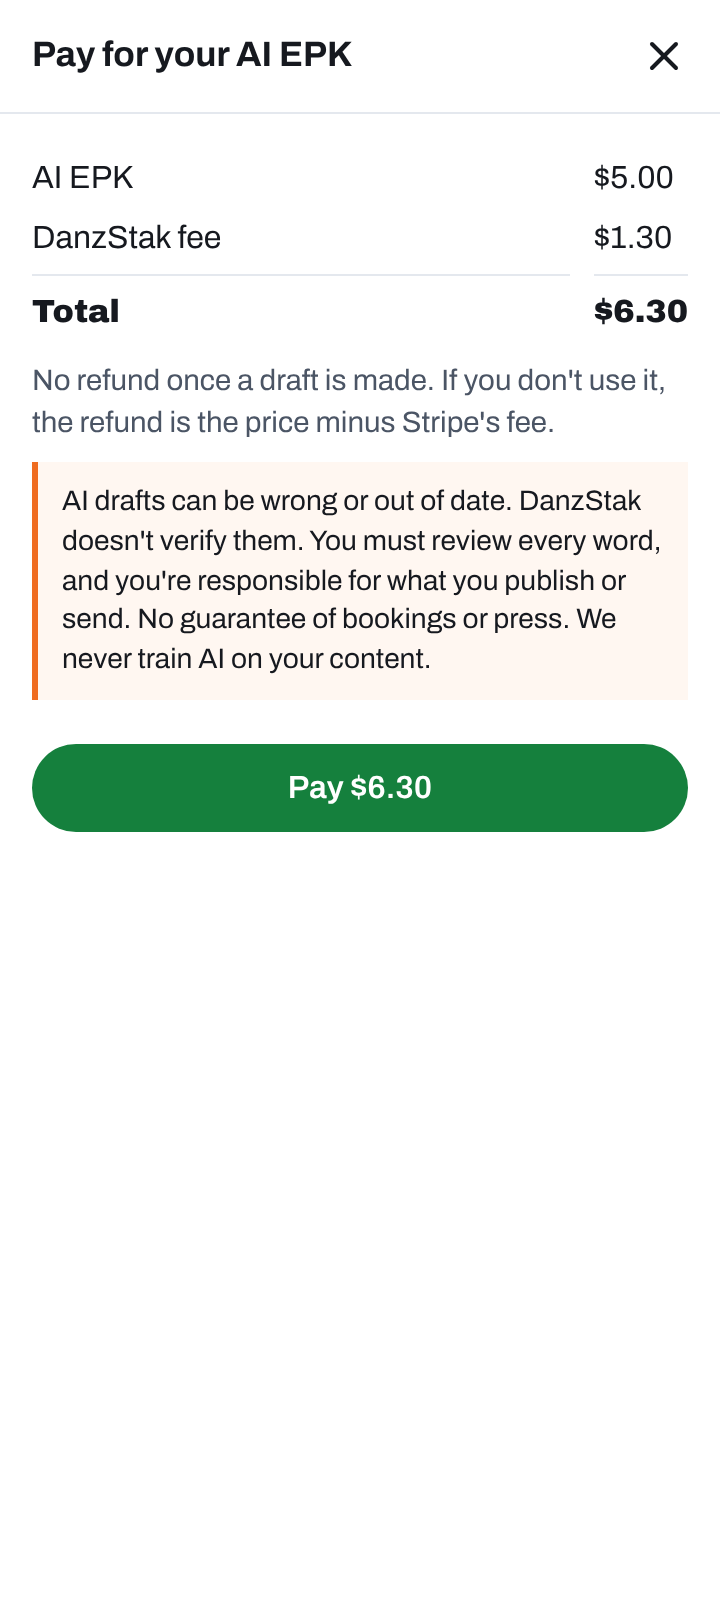 Pay for your AI EPK
AI EPK $5.00
DanzStak fee $1.30
Total $6.30
No refund once a draft is made. If you don't use it,
the refund is the price minus Stripe's fee.
AI drafts can be wrong or out of date. DanzStak
doesn't verify them. You must review every word,
and you're responsible for what you publish or
send. No guarantee of bookings or press. We
never train AI on your content.
Pay $6.30